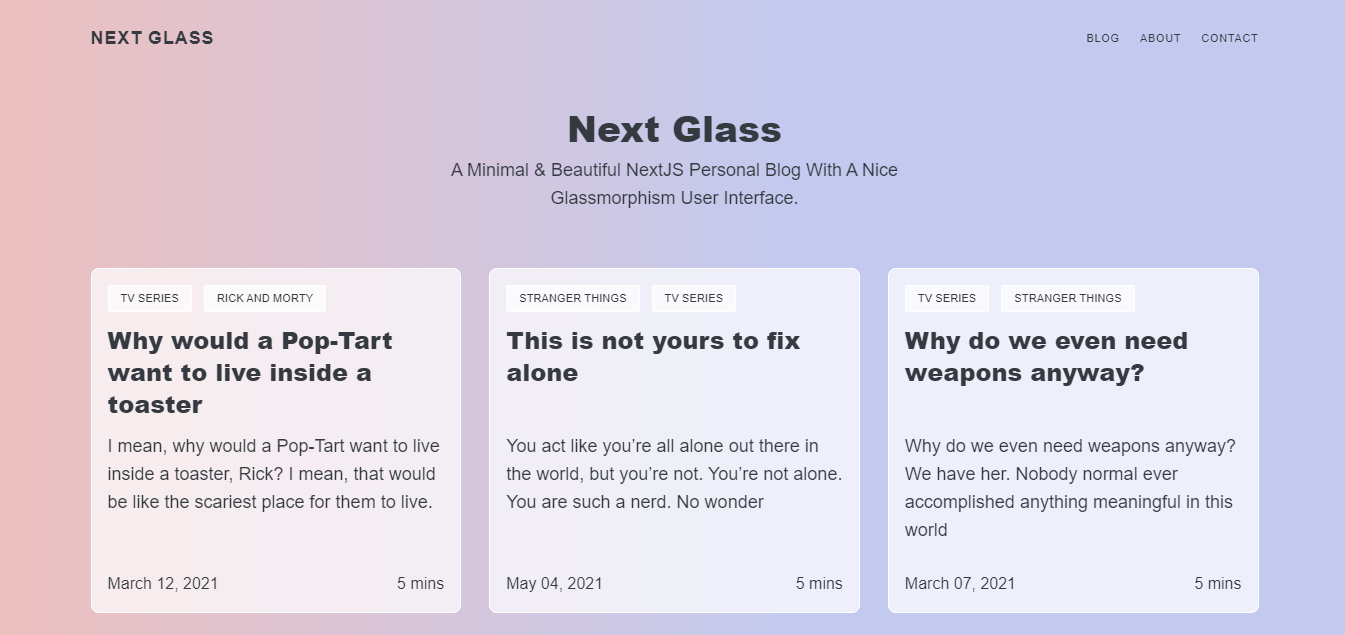 NEXT GLASS
BLOG ABOUT CONTACT
Next Glass
A Minimal & Beautiful NextJS Personal Blog With A Nice
Glassmorphism User Interface.
TV SERIES RICK AND MORTY
Why would a Pop-Tart
want to live inside a
toaster
I mean, why would a Pop-Tart want to live
inside a toaster, Rick? I mean, that would
be like the scariest place for them to live.
March 12, 2021 5 mins
STRANGER THINGS TV SERIES
This is not yours to fix
alone
You act like you’re all alone out there in
the world, but you’re not. You’re not alone.
You are such a nerd. No wonder
May 04, 2021 5 mins
TV SERIES STRANGER THINGS
Why do we even need
weapons anyway?
Why do we even need weapons anyway?
We have her. Nobody normal ever
accomplished anything meaningful in this
world
March 07, 2021 5 mins